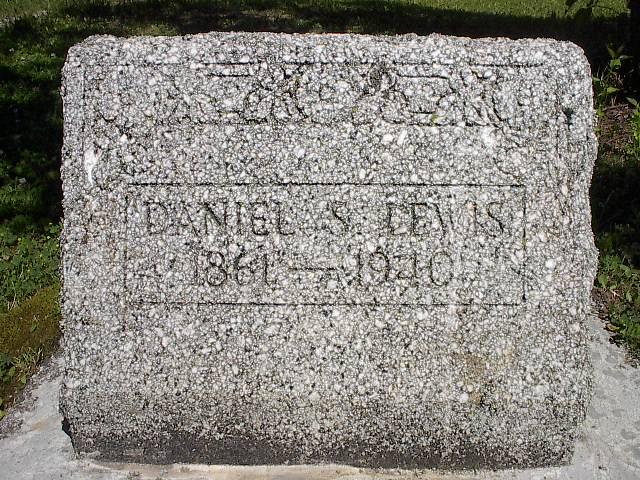 DANIEL S. LEWIS
1861 — 1940